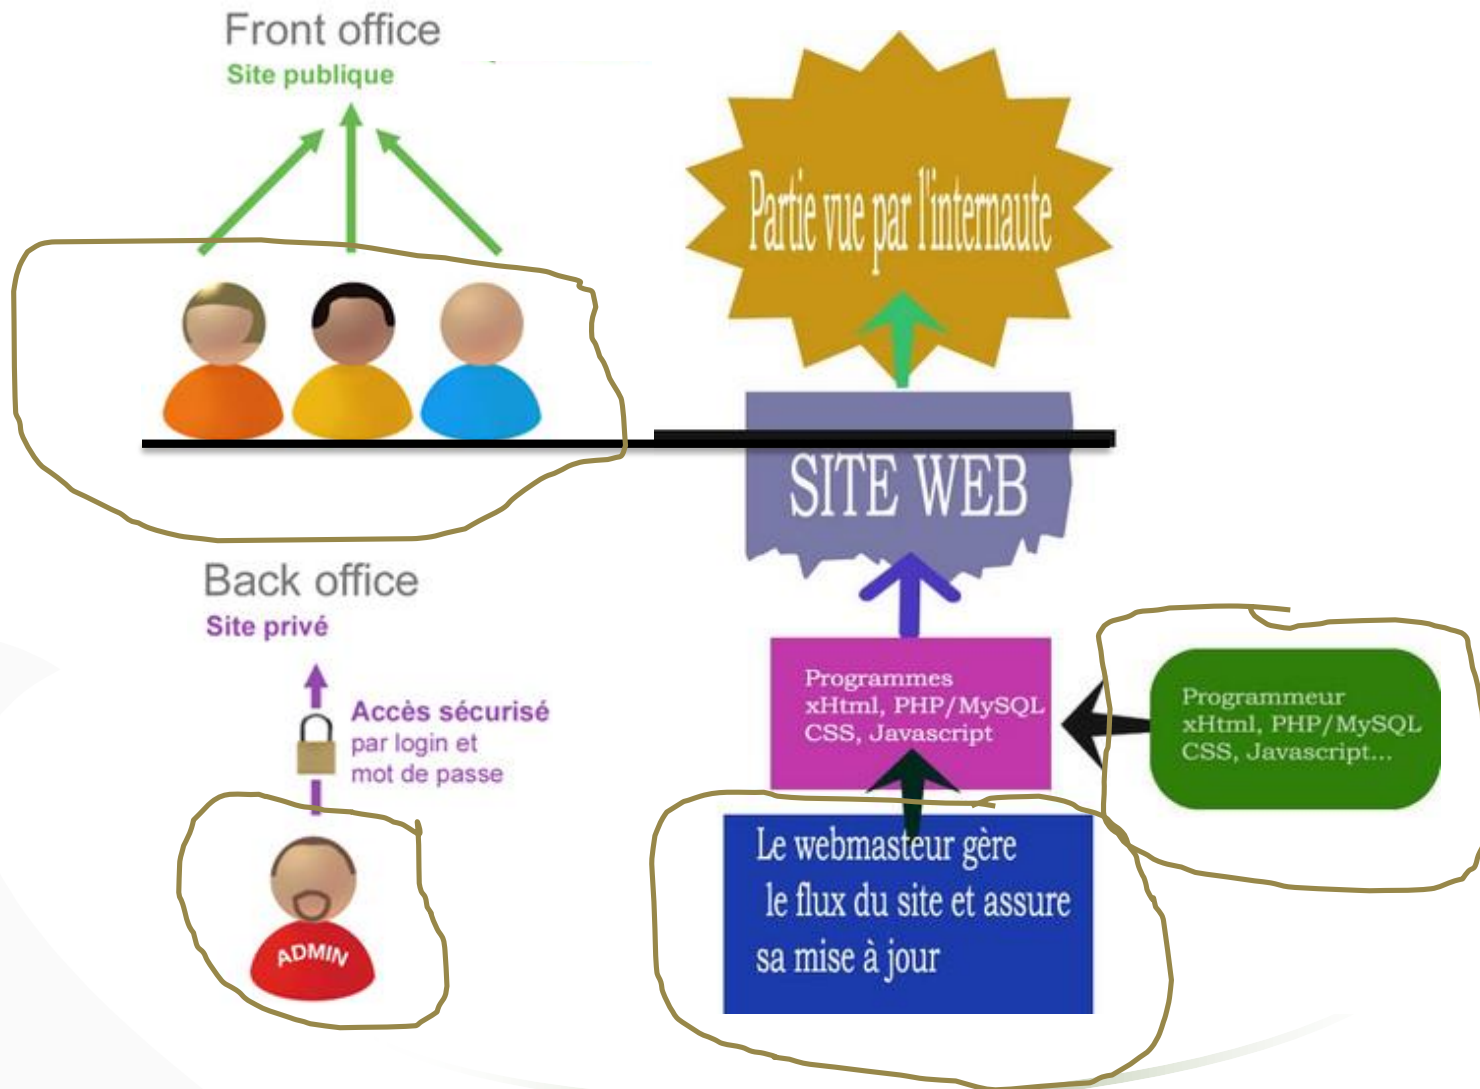 Front office
Site publique
Partie vue par l'internaute
SITE WEB
Back office
Site privé
Accès sécurisé
par login et
mot de passe
ADMIN
Programmes
xHtml, PHP/MySQL
CSS, Javascript
Programmeur
xHtml, PHP/MySQL
CSS, Javascript...
Le webmasteur gère
le flux du site et assure
sa mise à jour